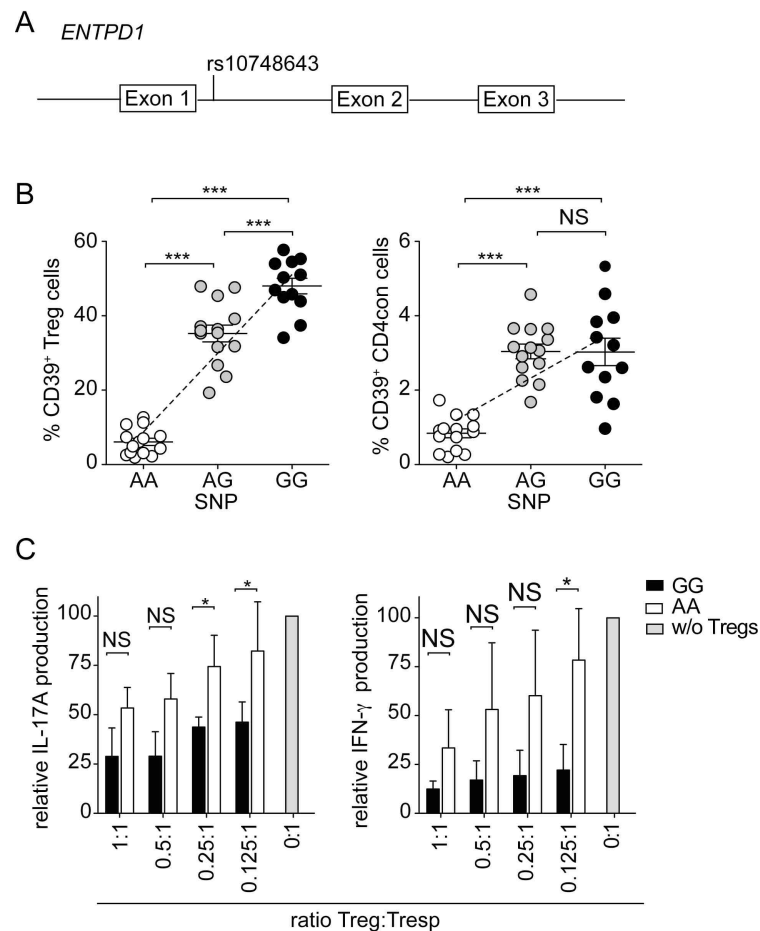 A
ENTPD1
rs10748643
Exon 1
Exon 2
Exon 3
B
***
***
***
***
***
NS
% CD39+ Treg cells
60
40
20
0
AA
AG
GG
SNP
% CD39+ CD4con cells
6
4
2
0
AA
AG
GG
SNP
C
relative IL-17A production
100
75
50
25
0
NS
NS
*
*
1:1
0.5:1
0.25:1
0.125:1
0:1
relative IFN-γ production
100
75
50
25
0
NS
NS
NS
*
1:1
0.5:1
0.25:1
0.125:1
0:1
GG
AA
w/o Tregs
ratio Treg:Tresp